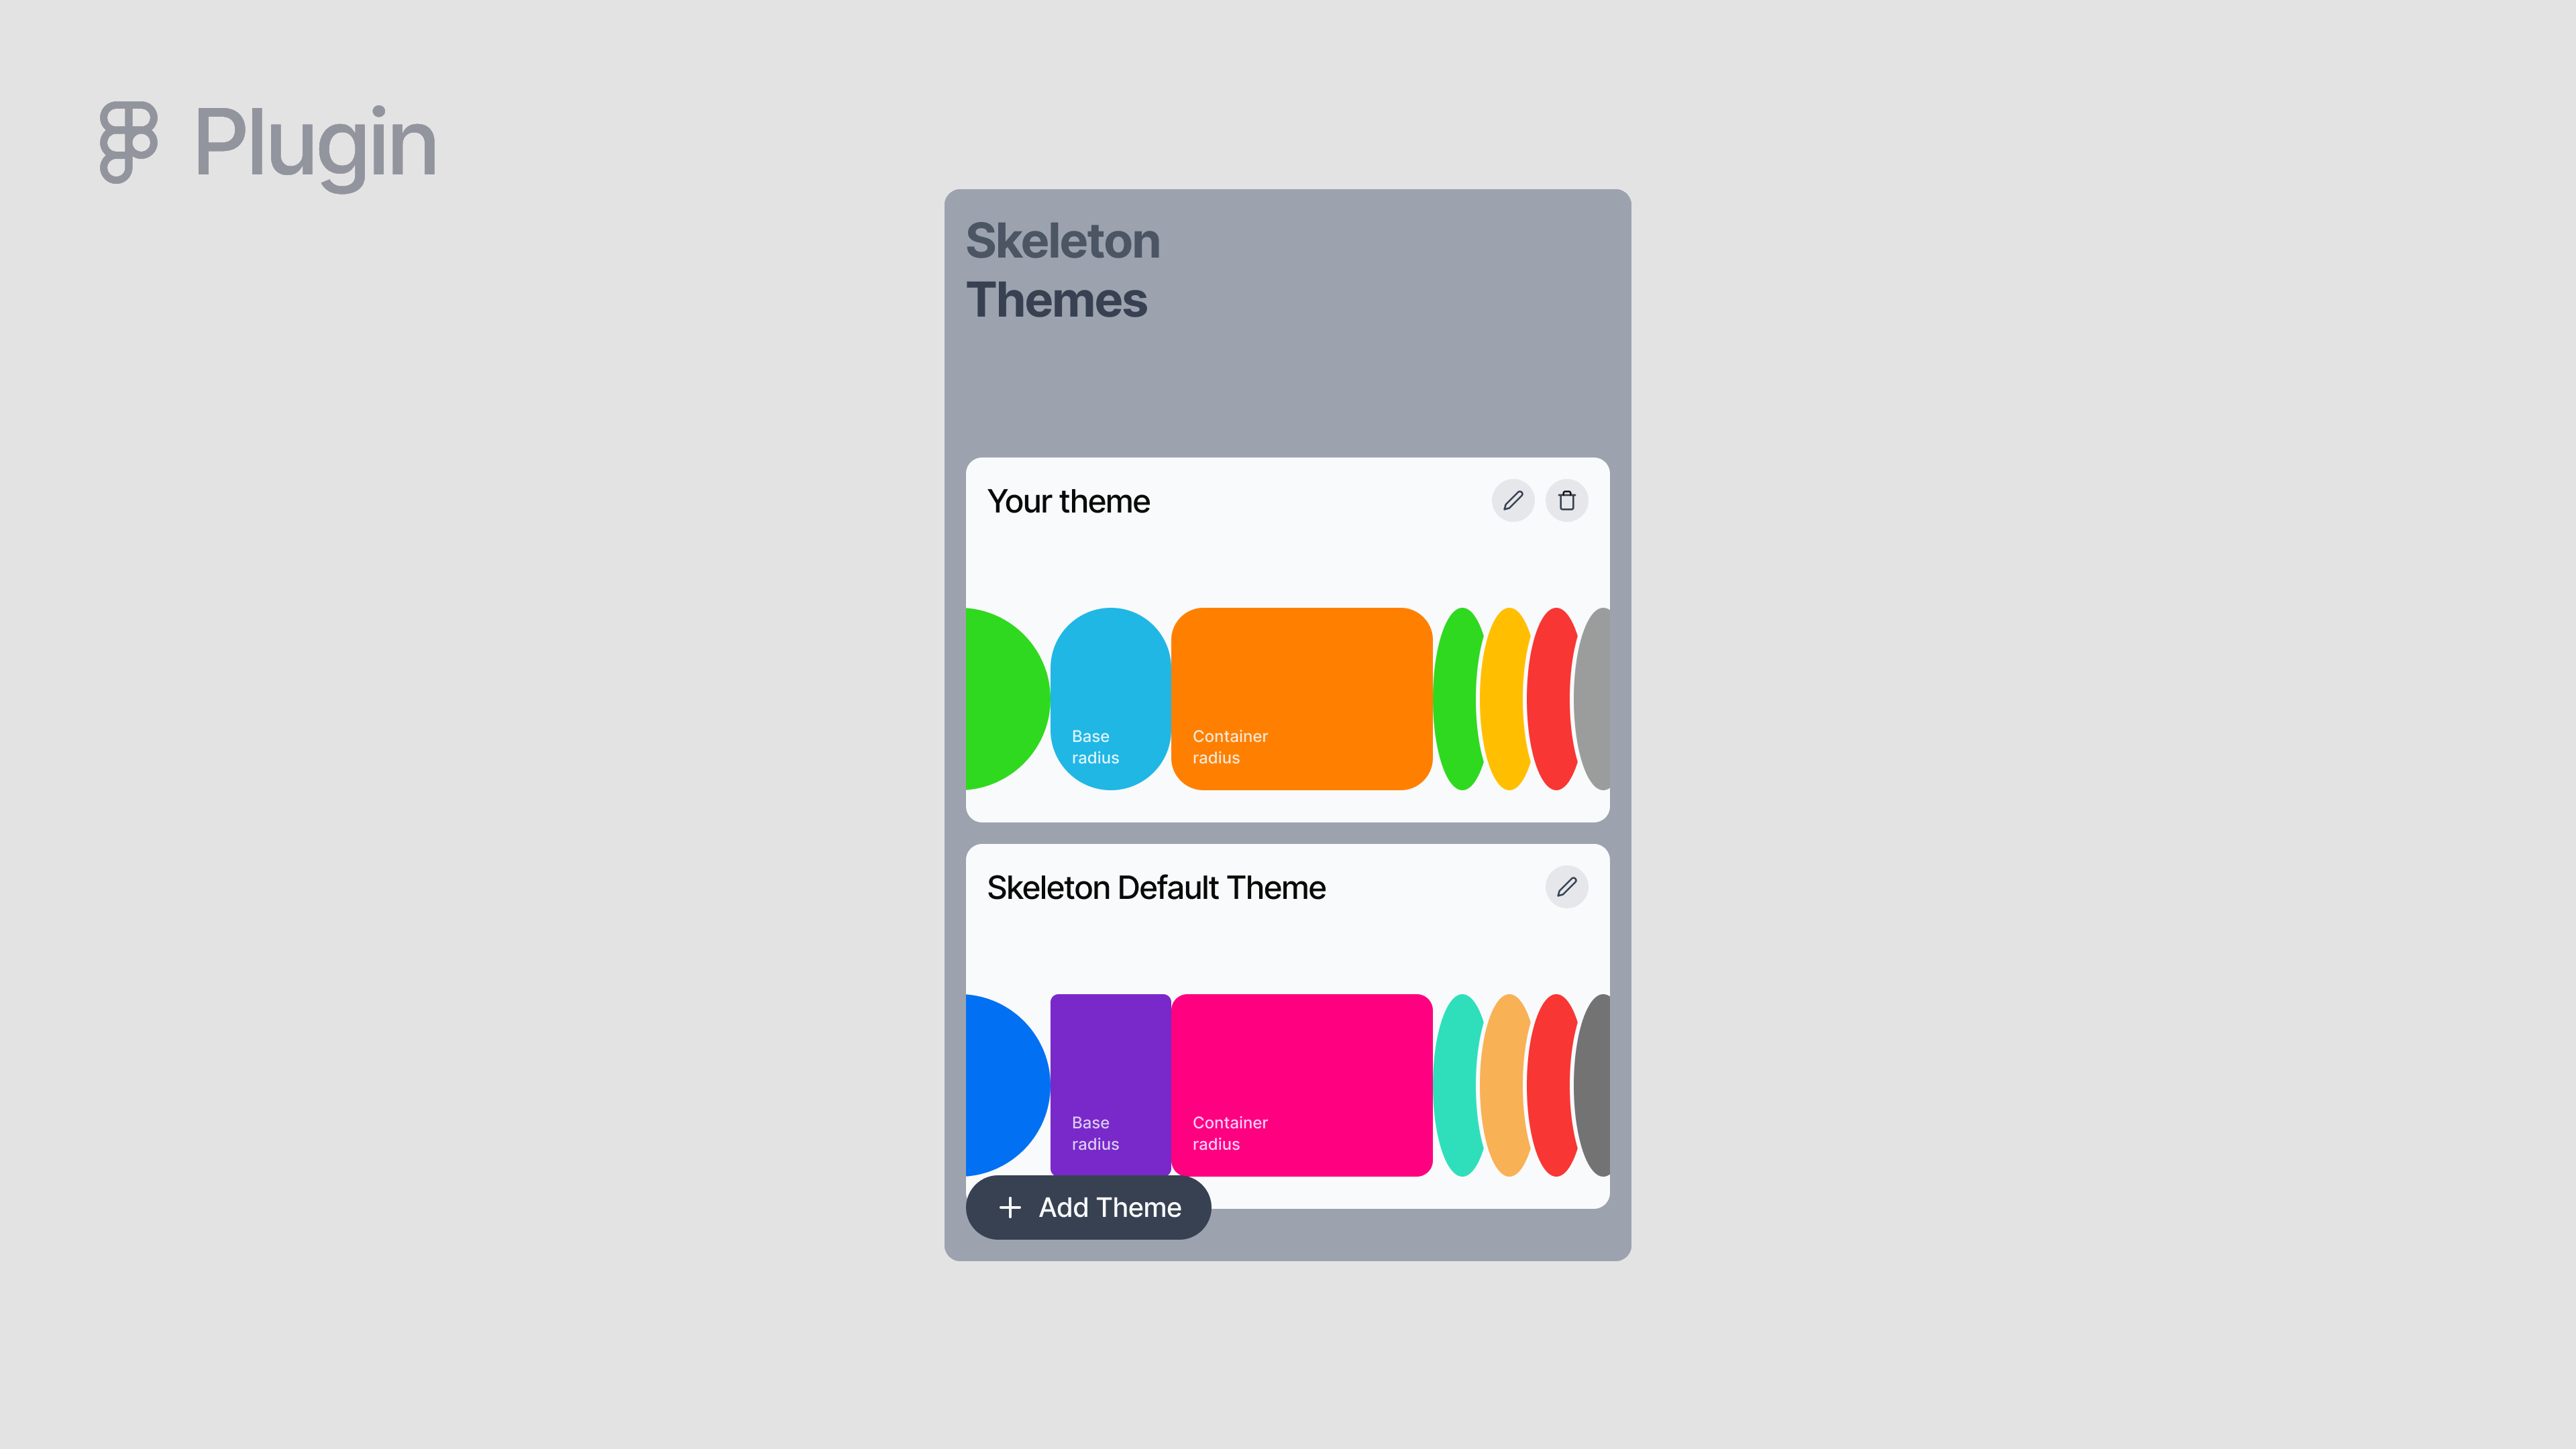 Plugin
Skeleton
Themes
Your theme
Base
radius
Container
radius
Skeleton Default Theme
Base
radius
Container
radius
Add Theme